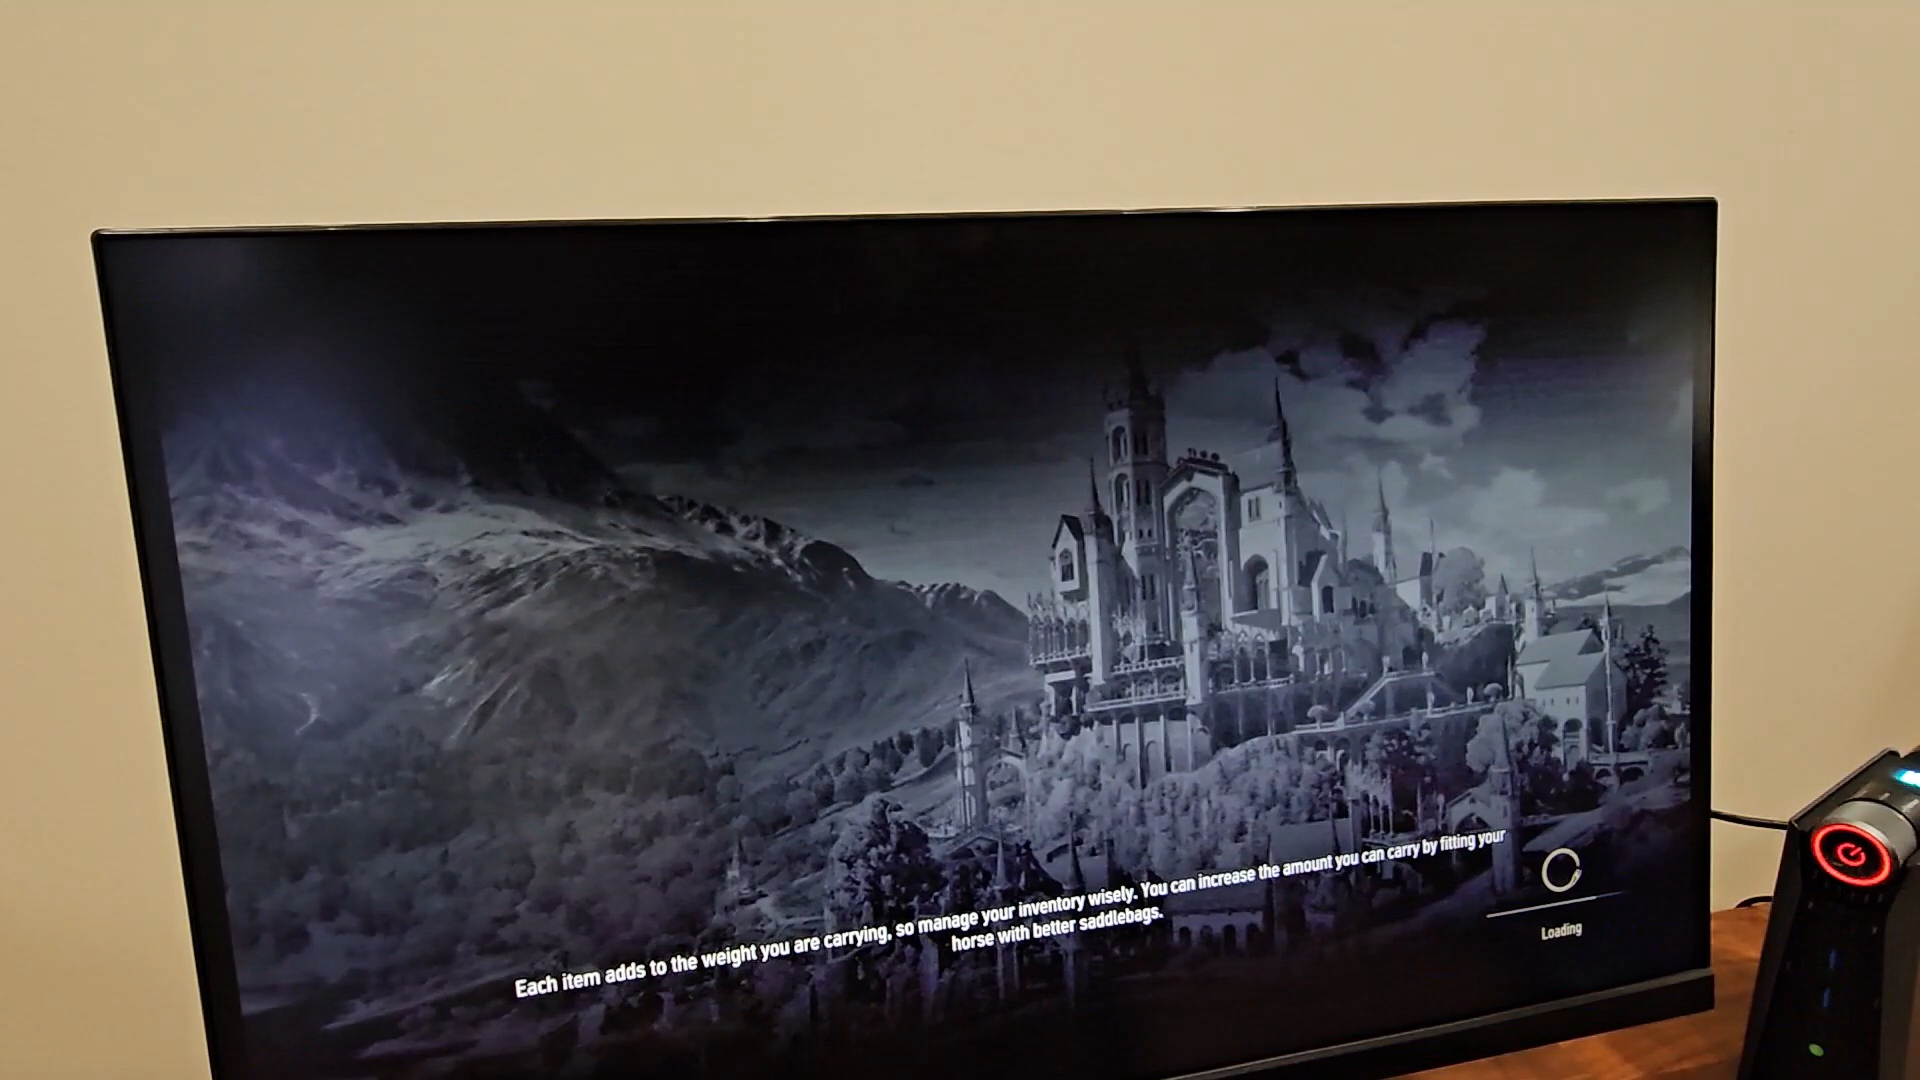 Each item adds to the weight you are carrying, so manage your inventory wisely. You can increase the amount you can carry by fitting your
horse with better saddlebags.
Loading